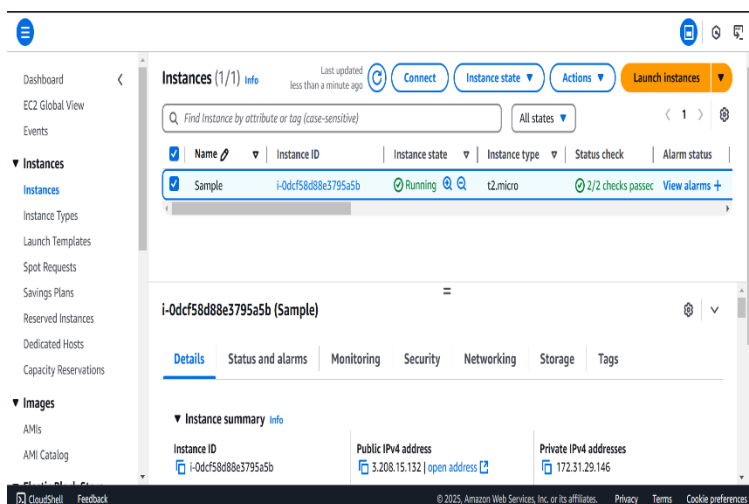 Dashboard
EC2 Global View
Events
Instances
Instances
Instance Types
Launch Templates
Spot Requests
Savings Plans
Reserved Instances
Dedicated Hosts
Capacity Reservations
Images
AMIs
AMI Catalog
Instances (1/1) Info
Last updated
less than a minute ago
Connect
Instance state
Actions
Launch instances
Find Instance by attribute or tag (case-sensitive)
All states
1
Name Instance ID Instance state Instance type Status check Alarm status
Sample i-0dcf58d88e3795a5b Running t2.micro 2/2 checks passec View alarms +
i-0dcf58d88e3795a5b (Sample)
Details Status and alarms Monitoring Security Networking Storage Tags
Instance summary Info
Instance ID Public IPv4 address Private IPv4 addresses
i-0dcf58d88e3795a5b 3.208.15.132 | open address 172.31.29.146
CloudShell Feedback © 2025, Amazon Web Services, Inc. or its affiliates. Privacy Terms Cookie preferences